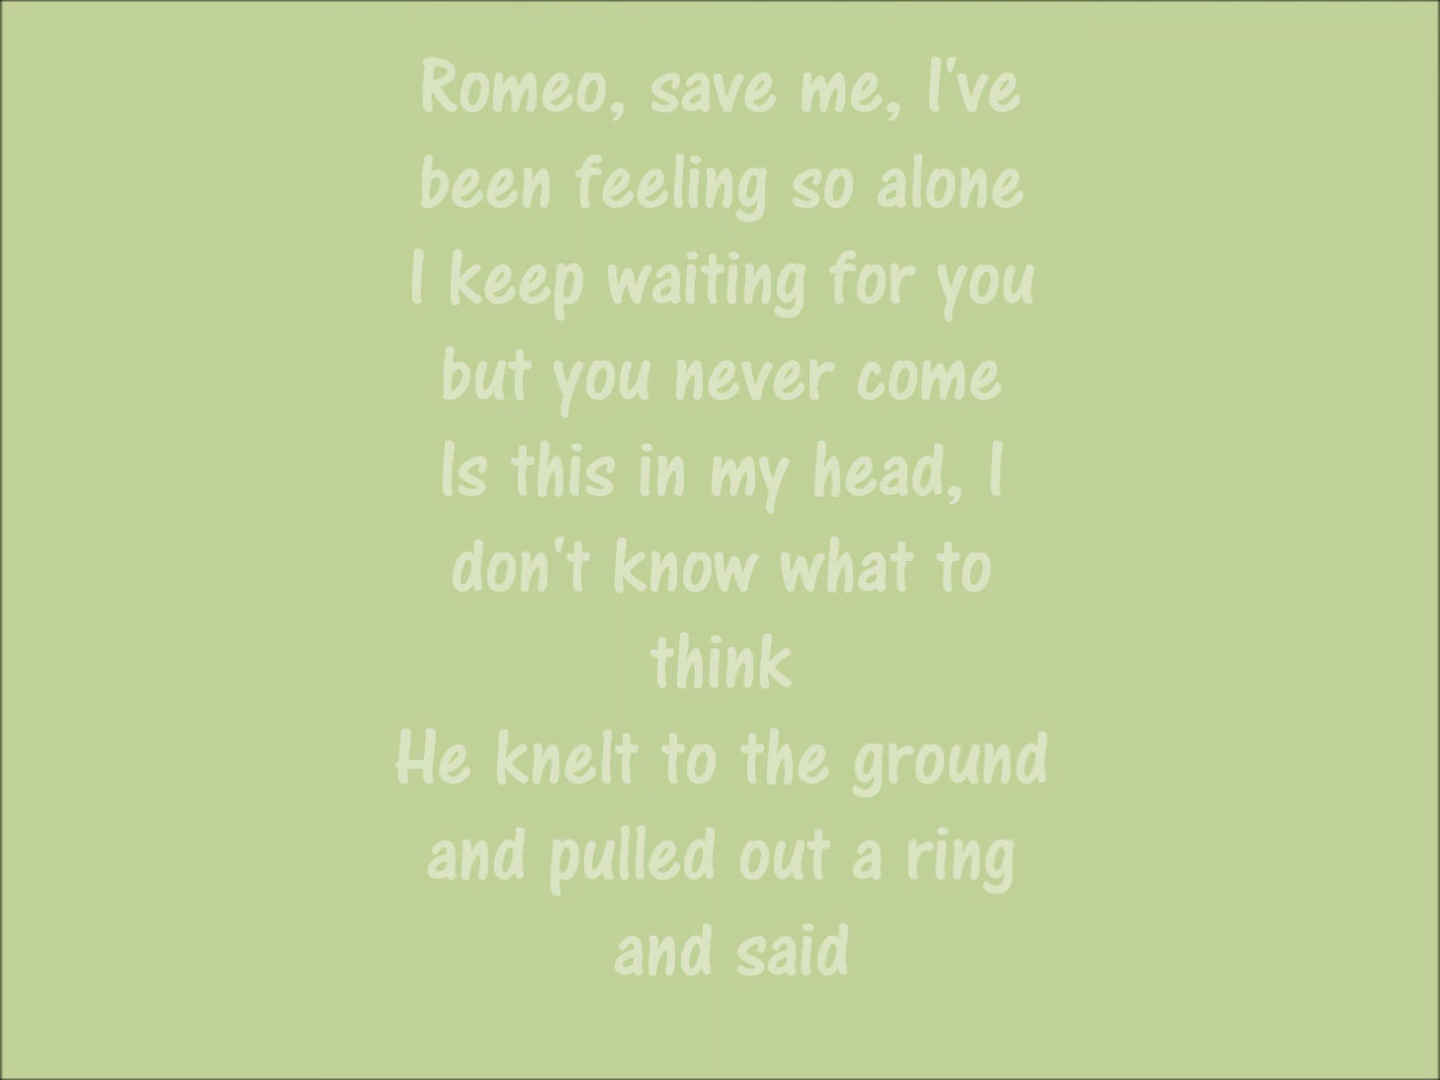 Romeo, save me, I've
been feeling so alone
I keep waiting for you
but you never come
Is this in my head, I
don't know what to
think
He knelt to the ground
and pulled out a ring
and said